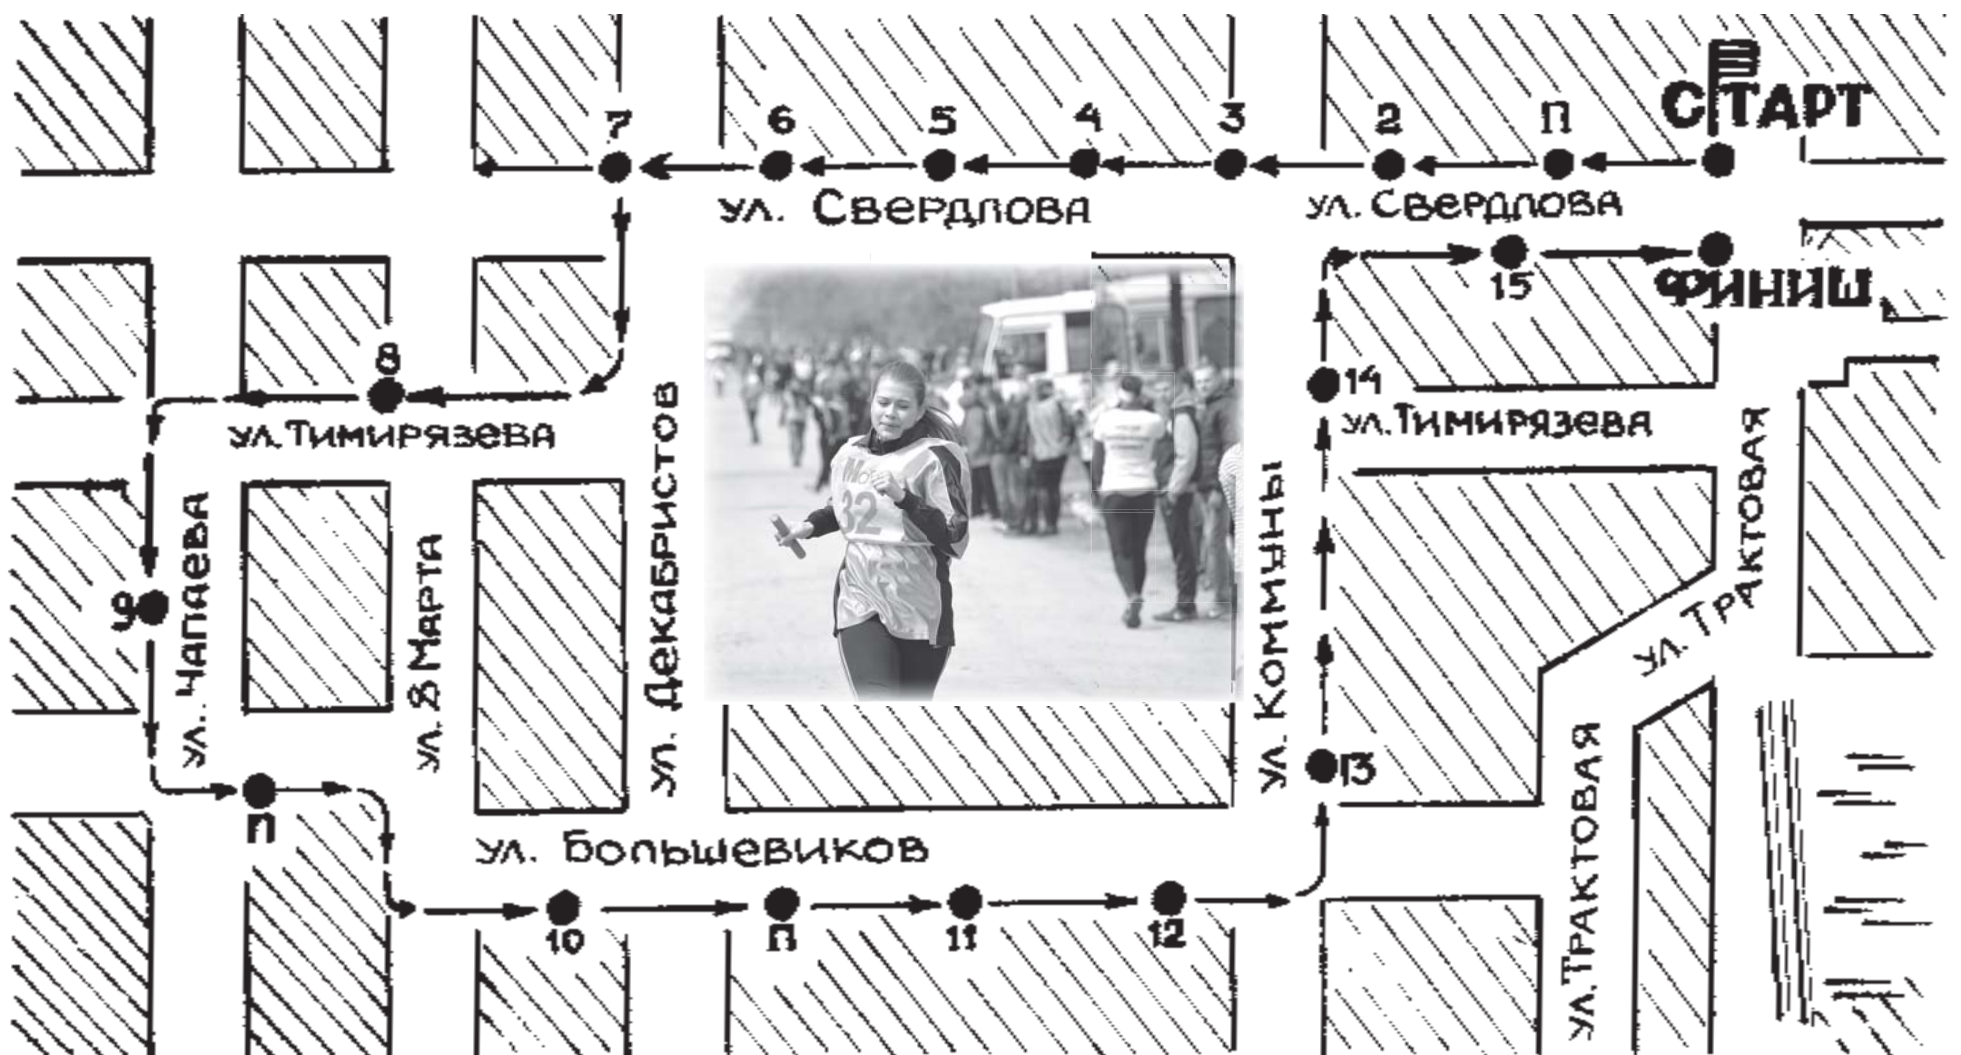 СТАРТ
7
6
5
4
3
2
П
ул. Свердлова
ул. Свердлова
15
ФИНИШ
8
14
ул. Тимирязева
ул. Тимирязева
32
9
ул. Чапаева
ул. 8 Марта
ул. Декабристов
ул. Коммуны
ул. Трактовая
13
П
ул. Большевиков
ул. Трактовая
10
П
11
12